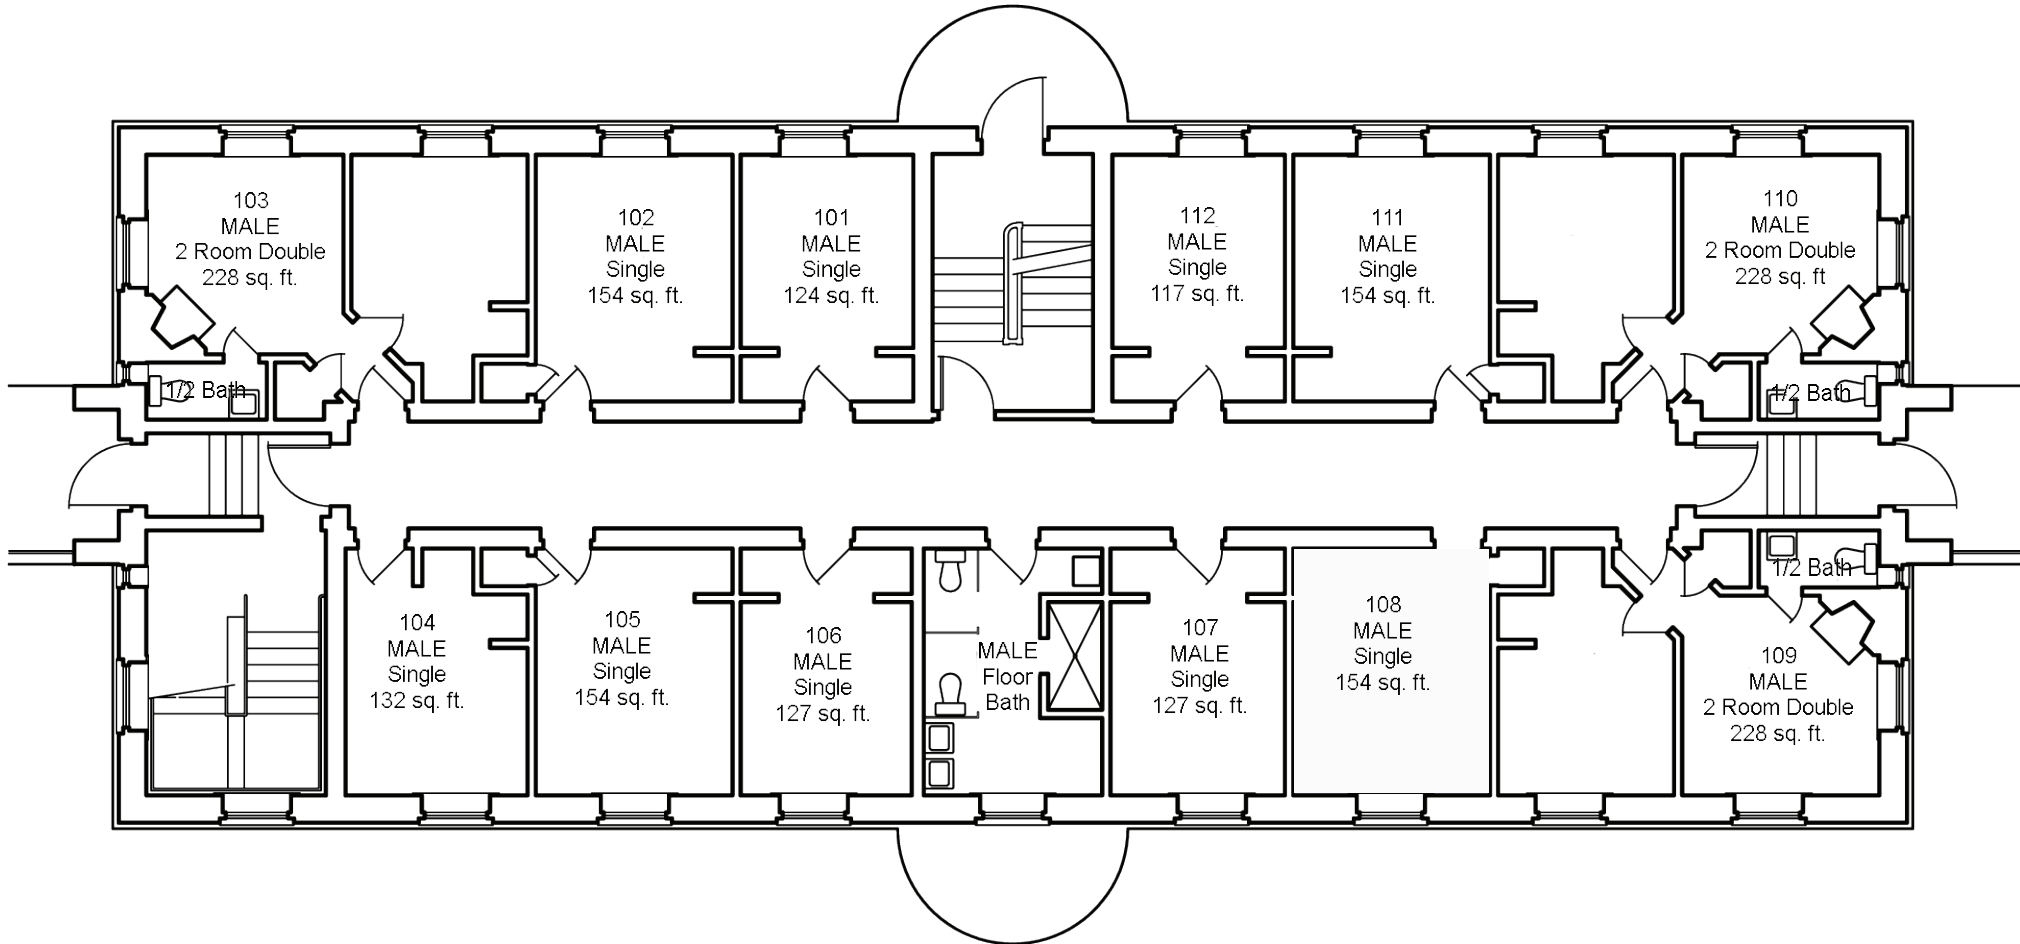 103
MALE
2 Room Double
228 sq. ft.
102
MALE
Single
154 sq. ft.
101
MALE
Single
124 sq. ft.
112
MALE
Single
117 sq. ft.
111
MALE
Single
154 sq. ft.
110
MALE
2 Room Double
228 sq. ft
1/2 Bath
1/2 Bath
104
MALE
Single
132 sq. ft.
105
MALE
Single
154 sq. ft.
106
MALE
Single
127 sq. ft.
MALE
Floor
Bath
107
MALE
Single
127 sq. ft.
108
MALE
Single
154 sq. ft.
1/2 Bath
109
MALE
2 Room Double
228 sq. ft.